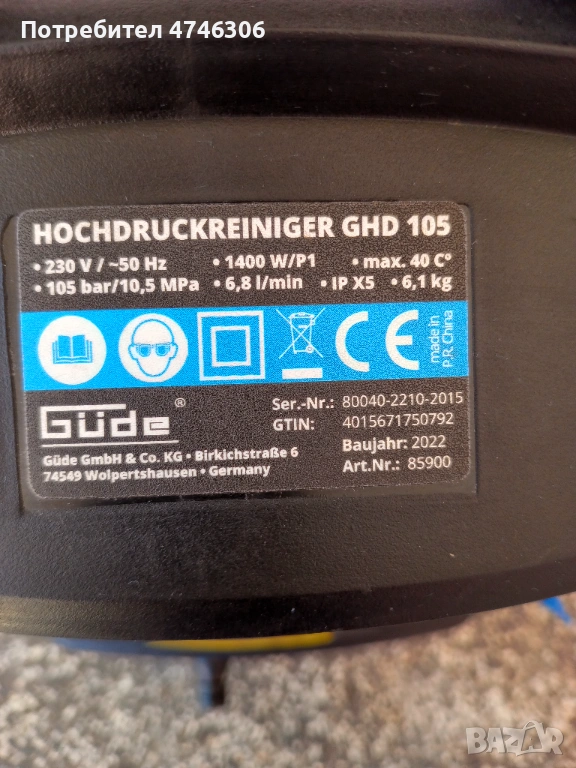 Потребител 4746306
HOCHDRUCKREINIGER GHD 105
• 230 V / ~50 Hz • 1400 W/P1 • max. 40 C°
• 105 bar/10,5 MPa • 6,8 l/min • IP X5 • 6,1 kg
CE
made in
P.R. China
Güde ®
Güde GmbH & Co. KG • Birkichstraße 6
74549 Wolpertshausen • Germany
Ser.-Nr.: 80040-2210-2015
GTIN: 4015671750792
Baujahr: 2022
Art.Nr.: 85900
BAZAR